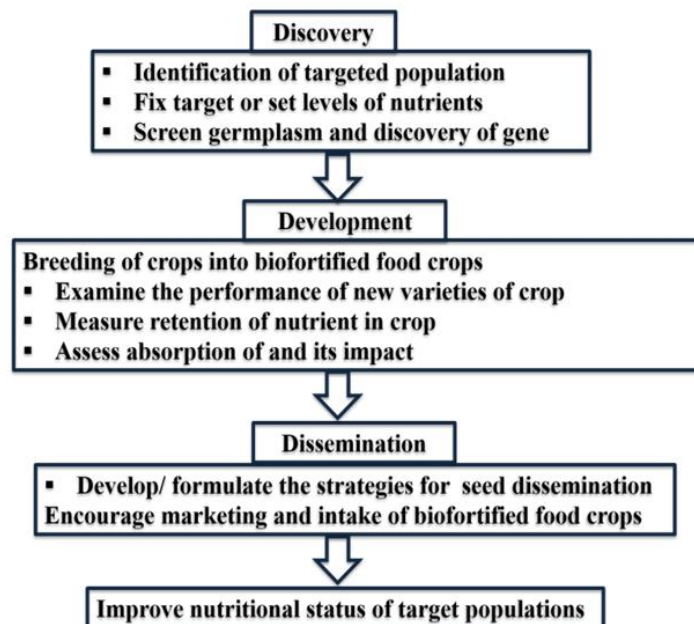 Discovery
▪ Identification of targeted population
▪ Fix target or set levels of nutrients
▪ Screen germplasm and discovery of gene
Development
Breeding of crops into biofortified food crops
▪ Examine the performance of new varieties of crop
▪ Measure retention of nutrient in crop
▪ Assess absorption of and its impact
Dissemination
▪ Develop/ formulate the strategies for seed dissemination
Encourage marketing and intake of biofortified food crops
Improve nutritional status of target populations